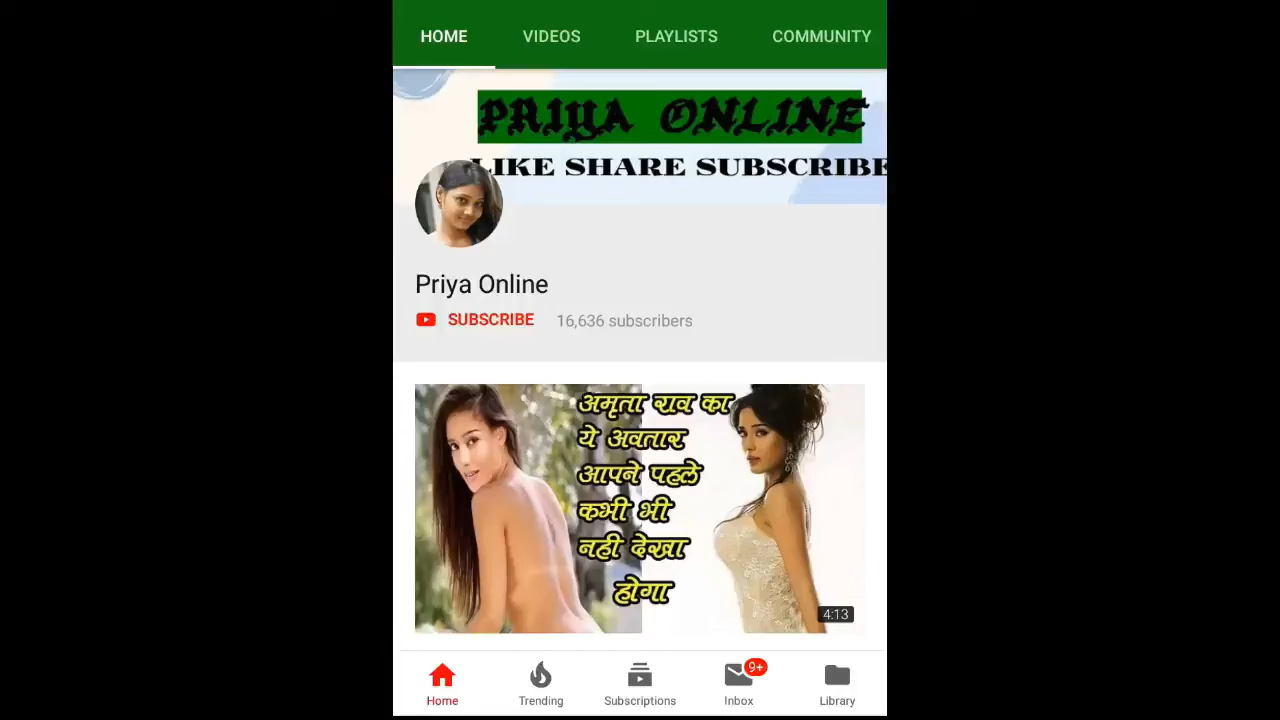 HOME VIDEOS PLAYLISTS COMMUNITY
PRIYA ONLINE
LIKE SHARE SUBSCRIBE
Priya Online
SUBSCRIBE 16,636 subscribers
अमृता राव का
ये अवतार
आपने पहले
कभी भी
नही देखा
होगा
4:13
9+
Home Trending Subscriptions Inbox Library